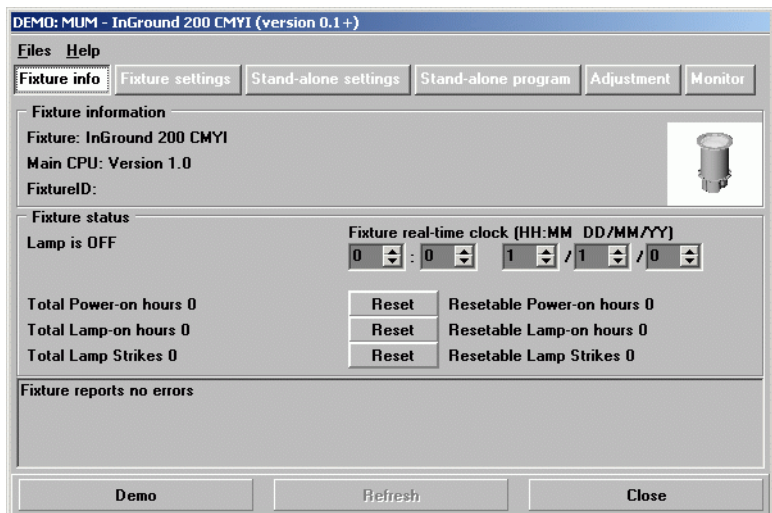 DEMO: MUM - InGround 200 CMYI (version 0.1+)
Files Help
Fixture info Fixture settings Stand-alone settings Stand-alone program Adjustment Monitor
Fixture information
Fixture: InGround 200 CMYI
Main CPU: Version 1.0
FixtureID:
Fixture status
Lamp is OFF
Fixture real-time clock (HH:MM DD/MM/YY)
0 : 0 1 / 1 / 0
Total Power-on hours 0 Reset Resetable Power-on hours 0
Total Lamp-on hours 0 Reset Resetable Lamp-on hours 0
Total Lamp Strikes 0 Reset Resetable Lamp Strikes 0
Fixture reports no errors
Demo Refresh Close